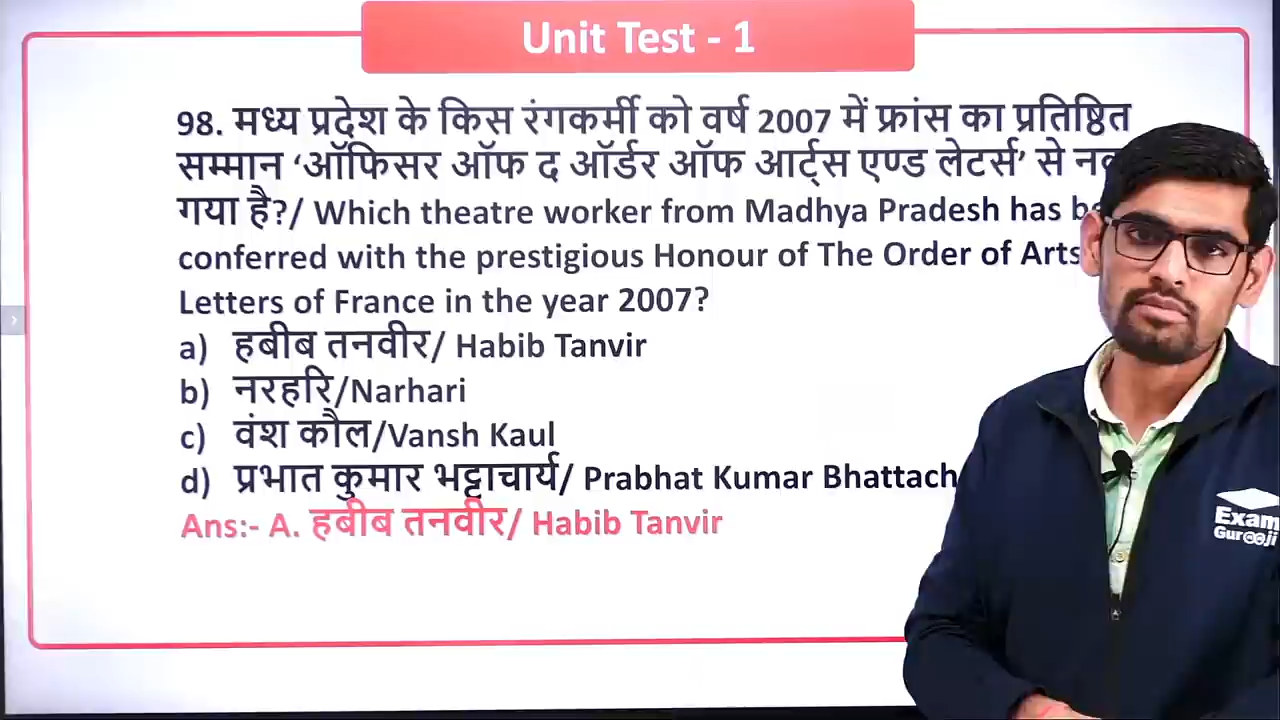 Unit Test - 1
98. मध्य प्रदेश के किस रंगकर्मी को वर्ष 2007 में फ्रांस का प्रतिष्ठित
सम्मान ‘ऑफिसर ऑफ द ऑर्डर ऑफ आर्ट्स एण्ड लेटर्स’ से
गया है?/ Which theatre worker from Madhya Pradesh has
conferred with the prestigious Honour of The Order of Arts
Letters of France in the year 2007?
a) हबीब तनवीर/ Habib Tanvir
b) नरहरि/Narhari
c) वंश कौल/Vansh Kaul
d) प्रभात कुमार भट्टाचार्य/ Prabhat Kumar Bhattach
Ans:- A. हबीब तनवीर/ Habib Tanvir
Exam
Gurooji